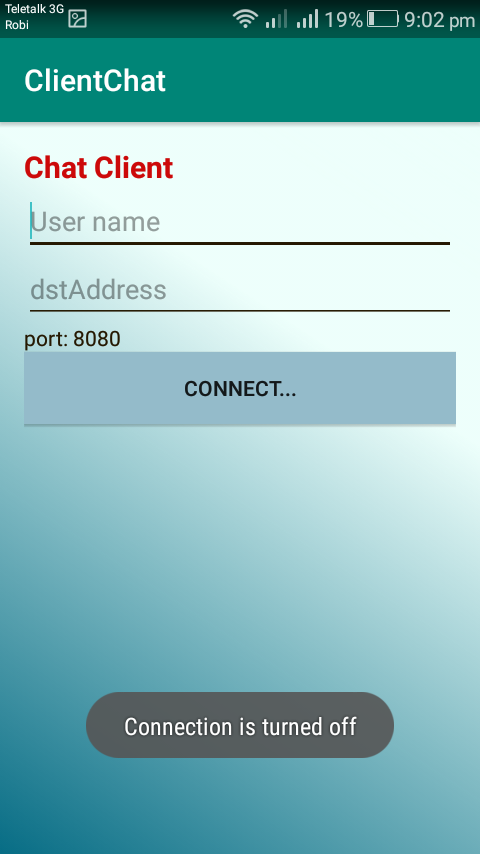 Teletalk 3G
Robi
19%
9:02 pm
ClientChat
Chat Client
User name
dstAddress
port: 8080
CONNECT...
Connection is turned off